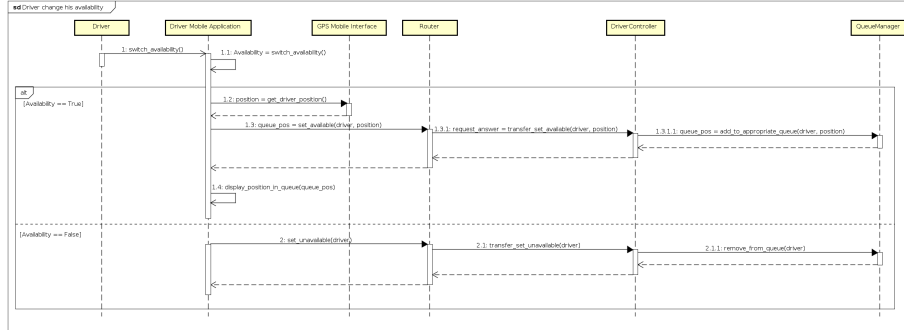 sd Driver change his availability
Driver
Driver Mobile Application
GPS Mobile Interface
Router
DriverController
QueueManager
1: switch_availability()
1.1: Availability = switch_availability()
alt
[Availability == True]
1.2: position = get_driver_position()
1.3: queue_pos = set_available(driver, position)
1.3.1: request_answer = transfer_set_available(driver, position)
1.3.1.1: queue_pos = add_to_appropriate_queue(driver, position)
1.4: display_position_in_queue(queue_pos)
[Availability == False]
2: set_unavailable(driver)
2.1: transfer_set_unavailable(driver)
2.1.1: remove_from_queue(driver)